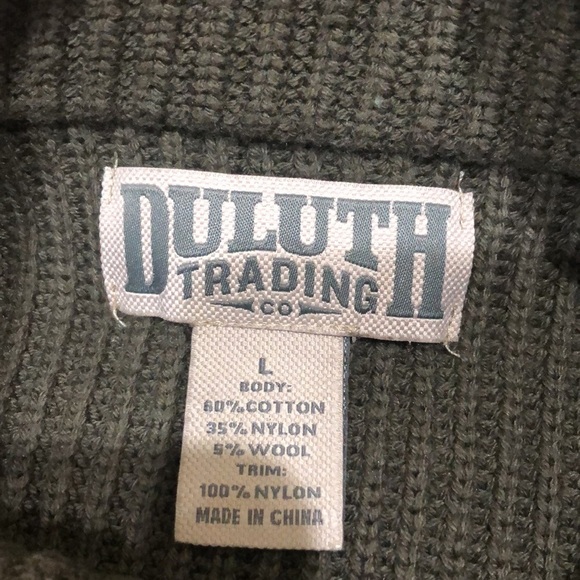 DULUTH
TRADING
CO
L
BODY:
60% COTTON
35% NYLON
5% WOOL
TRIM:
100% NYLON
MADE IN CHINA